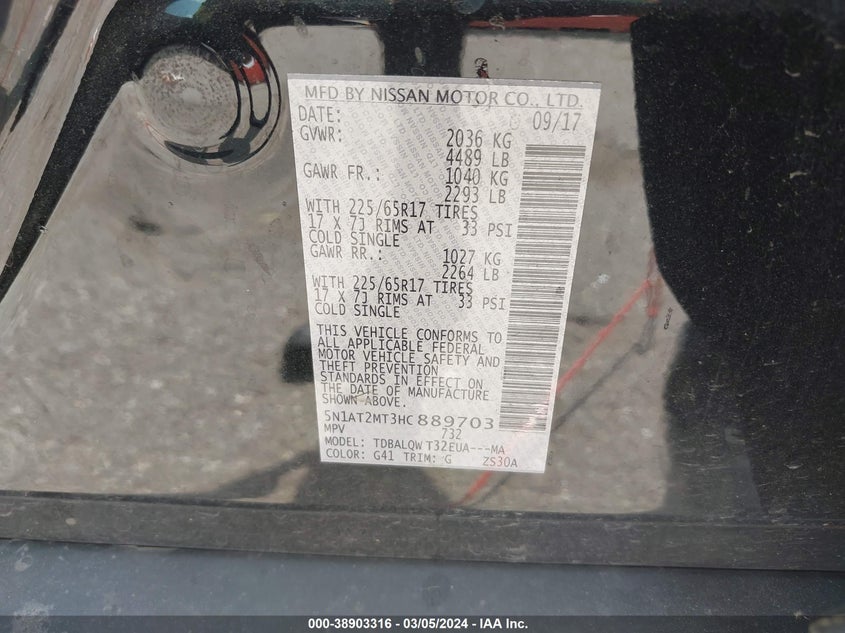 MFD BY NISSAN MOTOR CO., LTD.
DATE: 09/17
GVWR: 2036 KG
4489 LB
GAWR FR.: 1040 KG
2293 LB
WITH 225/65R17 TIRES
17 X 7J RIMS AT 33 PSI
COLD SINGLE
GAWR RR.: 1027 KG
2264 LB
WITH 225/65R17 TIRES
17 X 7J RIMS AT 33 PSI
COLD SINGLE
THIS VEHICLE CONFORMS TO
ALL APPLICABLE FEDERAL
MOTOR VEHICLE SAFETY AND
THEFT PREVENTION
STANDARDS IN EFFECT ON
THE DATE OF MANUFACTURE
SHOWN ABOVE.
5N1AT2MT3HC889703
MPV 732
MODEL: TDBALQW T32EUA---MA
COLOR: G41 TRIM: G ZS30A
000-38903316 - 03/05/2024 - IAA Inc.